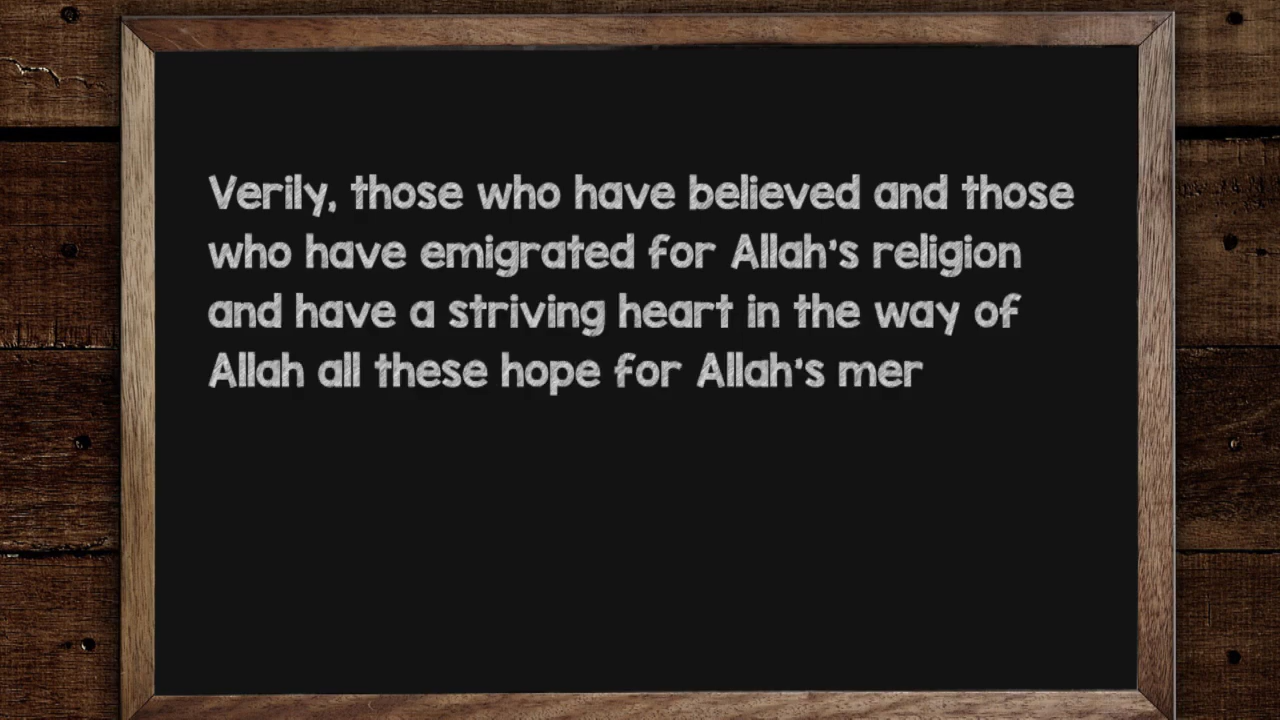 Verily, those who have believed and those
who have emigrated for Allah's religion
and have a striving heart in the way of
Allah all these hope for Allah's mer